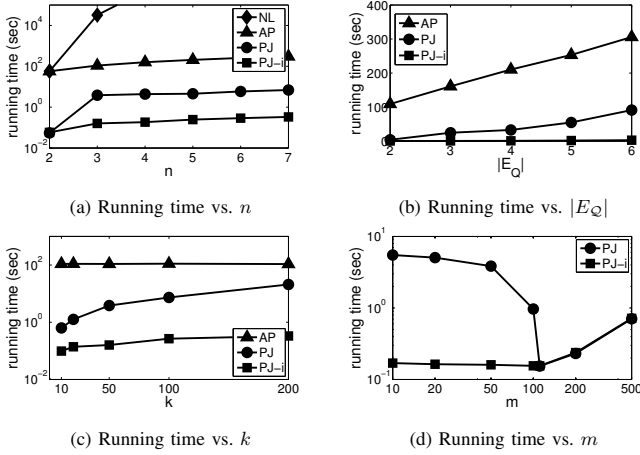 running time (sec)
10^4
10^2
10^0
10^-2
2 3 4 5 6 7
n
NL
AP
PJ
PJ-i
(a) Running time vs. n
running time (sec)
400
300
200
100
0
2 3 4 5 6
|E_Q|
AP
PJ
PJ-i
(b) Running time vs. |E_Q|
running time (sec)
10^2
10^0
10^-2
10 50 100 200
k
AP
PJ
PJ-i
(c) Running time vs. k
running time (sec)
10^1
10^0
10^-1
10 20 50 100 200 500
m
PJ
PJ-i
(d) Running time vs. m